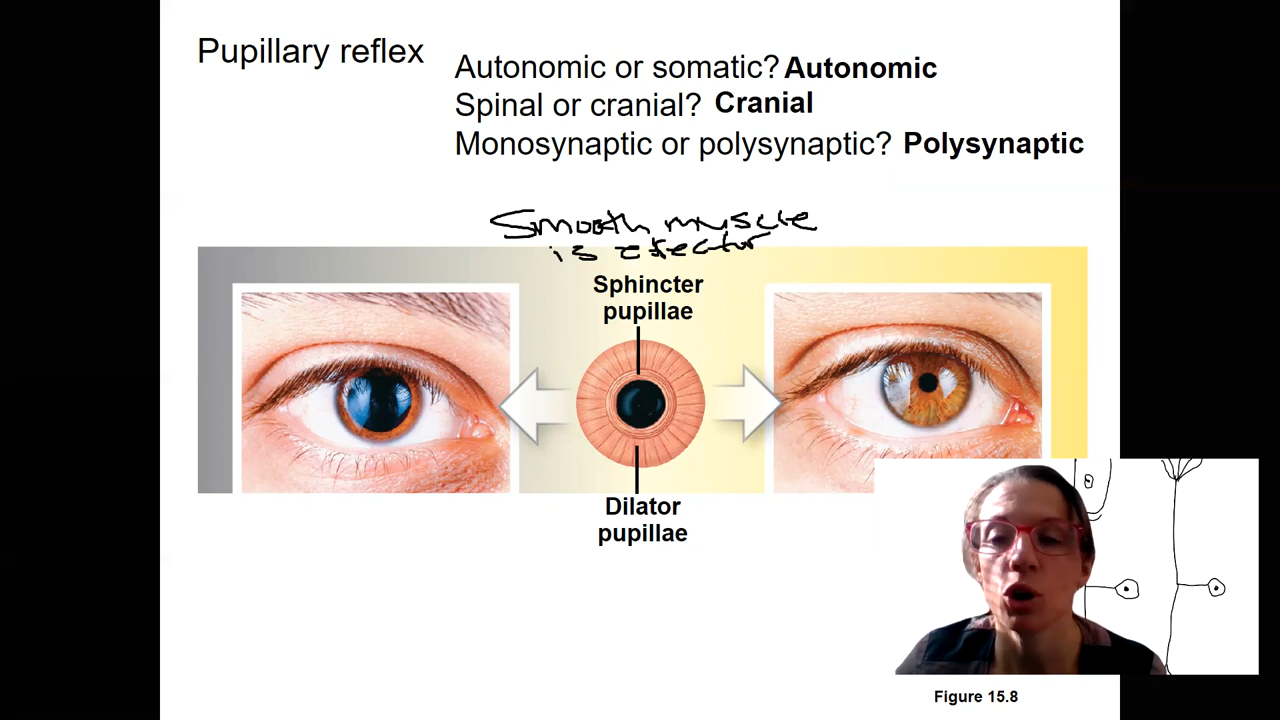 Pupillary reflex
Autonomic or somatic? Autonomic
Spinal or cranial? Cranial
Monosynaptic or polysynaptic? Polysynaptic
Smooth muscle
is effector
Sphincter
pupillae
Dilator
pupillae
Figure 15.8